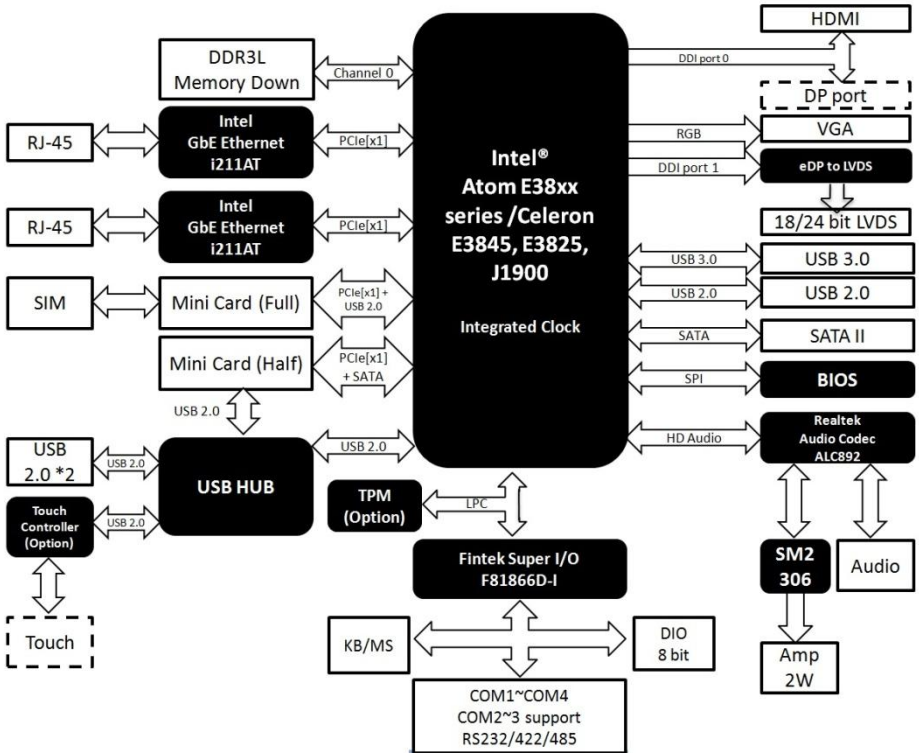 HDMI
DDR3L
Memory Down
Channel 0
DDI port 0
DP port
Intel
GbE Ethernet
i211AT
RJ-45
PCIe[x1]
RGB
VGA
Intel®
Atom E38xx
series /Celeron
E3845, E3825,
J1900
Integrated Clock
DDI port 1
eDP to LVDS
Intel
GbE Ethernet
i211AT
RJ-45
PCIe[x1]
18/24 bit LVDS
USB 3.0
USB 3.0
SIM
Mini Card (Full)
PCIe[x1] +
USB 2.0
USB 2.0
USB 2.0
Mini Card (Half)
PCIe[x1]
+ SATA
SATA
SATA II
SPI
BIOS
USB 2.0
HD Audio
Realtek
Audio Codec
ALC892
USB
2.0 *2
USB 2.0
USB HUB
USB 2.0
TPM
(Option)
LPC
Touch
Controller
(Option)
USB 2.0
Fintek Super I/O
F81866D-I
SM2
306
Audio
Touch
KB/MS
DIO
8 bit
Amp
2W
COM1~COM4
COM2~3 support
RS232/422/485